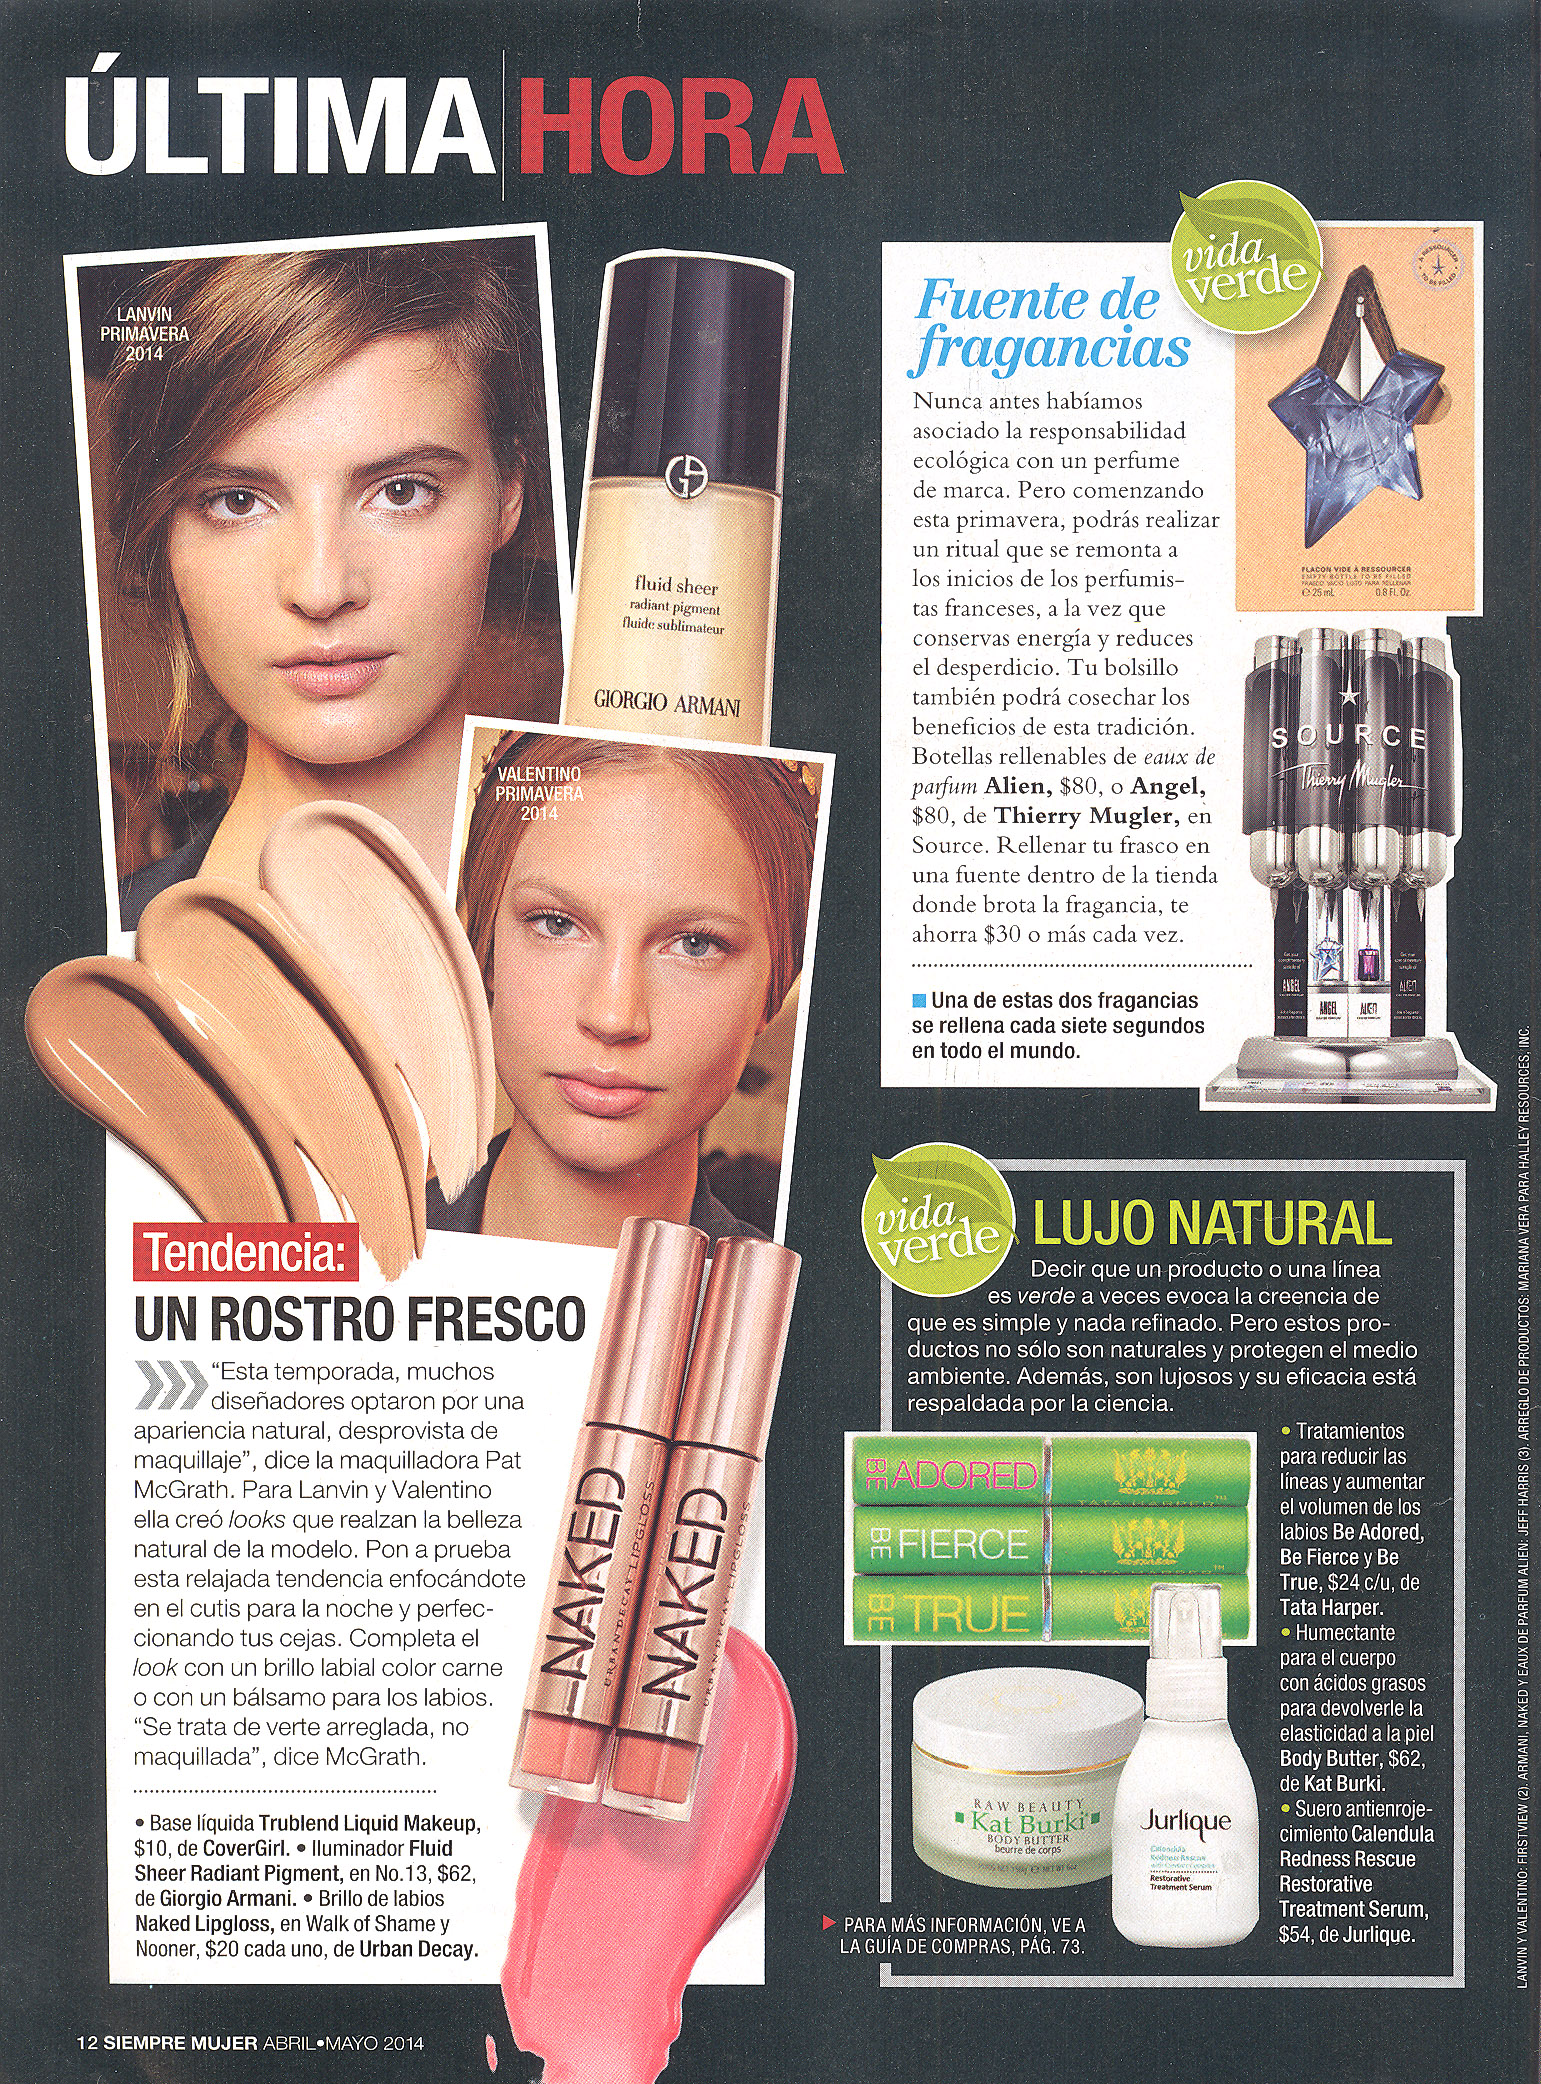 ÚLTIMA HORA
LANVIN
PRIMAVERA
2014
fluid sheer
radiant pigment
fluide sublimateur
GIORGIO ARMANI
VALENTINO
PRIMAVERA
2014
Tendencia:
UN ROSTRO FRESCO
“Esta temporada, muchos
diseñadores optaron por una
apariencia natural, desprovista de
maquillaje”, dice la maquilladora Pat
McGrath. Para Lanvin y Valentino
ella creó looks que realzan la belleza
natural de la modelo. Pon a prueba
esta relajada tendencia enfocándote
en el cutis para la noche y perfec-
cionando tus cejas. Completa el
look con un brillo labial color carne
o con un bálsamo para los labios.
“Se trata de verte arreglada, no
maquillada”, dice McGrath.
• Base líquida Trublend Liquid Makeup,
$10, de CoverGirl. • Iluminador Fluid
Sheer Radiant Pigment, en No.13, $62,
de Giorgio Armani. • Brillo de labios
Naked Lipgloss, en Walk of Shame y
Nooner, $20 cada uno, de Urban Decay.
NAKED
URBAN DECAY LIPGLOSS
NAKED
URBAN DECAY LIPGLOSS
vida
verde
Fuente de
fragancias
Nunca antes habíamos
asociado la responsabilidad
ecológica con un perfume
de marca. Pero comenzando
esta primavera, podrás realizar
un ritual que se remonta a
los inicios de los perfumis-
tas franceses, a la vez que
conservas energía y reduces
el desperdicio. Tu bolsillo
también podrá cosechar los
beneficios de esta tradición.
Botellas rellenables de eaux de
parfum Alien, $80, o Angel,
$80, de Thierry Mugler, en
Source. Rellenar tu frasco en
una fuente dentro de la tienda
donde brota la fragancia, te
ahorra $30 o más cada vez.
Una de estas dos fragancias
se rellena cada siete segundos
en todo el mundo.
FLACON VIDE À RESSOURCER
EMPTY BOTTLE TO BE FILLED
℮ 25 mL 0.8 FL. Oz.
SOURCE
Thierry Mugler
ANGEL
ANGEL
ALIEN
ALIEN
vida
verde
LUJO NATURAL
Decir que un producto o una línea
es verde a veces evoca la creencia de
que es simple y nada refinado. Pero estos pro-
ductos no sólo son naturales y protegen el medio
ambiente. Además, son lujosos y su eficacia está
respaldada por la ciencia.
BE ADORED
TATA HARPER™
BE FIERCE
TATA HARPER™
BE TRUE
RAW BEAUTY
Kat Burki
BODY BUTTER
beurre de corps
Jurlique
Calendula
Redness Rescue
Restorative
Treatment Serum
• Tratamientos
para reducir las
líneas y aumentar
el volumen de los
labios Be Adored,
Be Fierce y Be
True, $24 c/u, de
Tata Harper.
• Humectante
para el cuerpo
con ácidos grasos
para devolverle la
elasticidad a la piel
Body Butter, $62,
de Kat Burki.
• Suero antienroje-
cimiento Calendula
Redness Rescue
Restorative
Treatment Serum,
$54, de Jurlique.
PARA MÁS INFORMACIÓN, VE A
LA GUÍA DE COMPRAS, PÁG. 73.
LANVIN Y VALENTINO: FIRSTVIEW (2). ARMANI, NAKED Y EAUX DE PARFUM ALIEN: JEFF HARRIS (3). ARREGLO DE PRODUCTOS: MARIANA VERA PARA HALLEY RESOURCES, INC.
12 SIEMPRE MUJER ABRIL•MAYO 2014